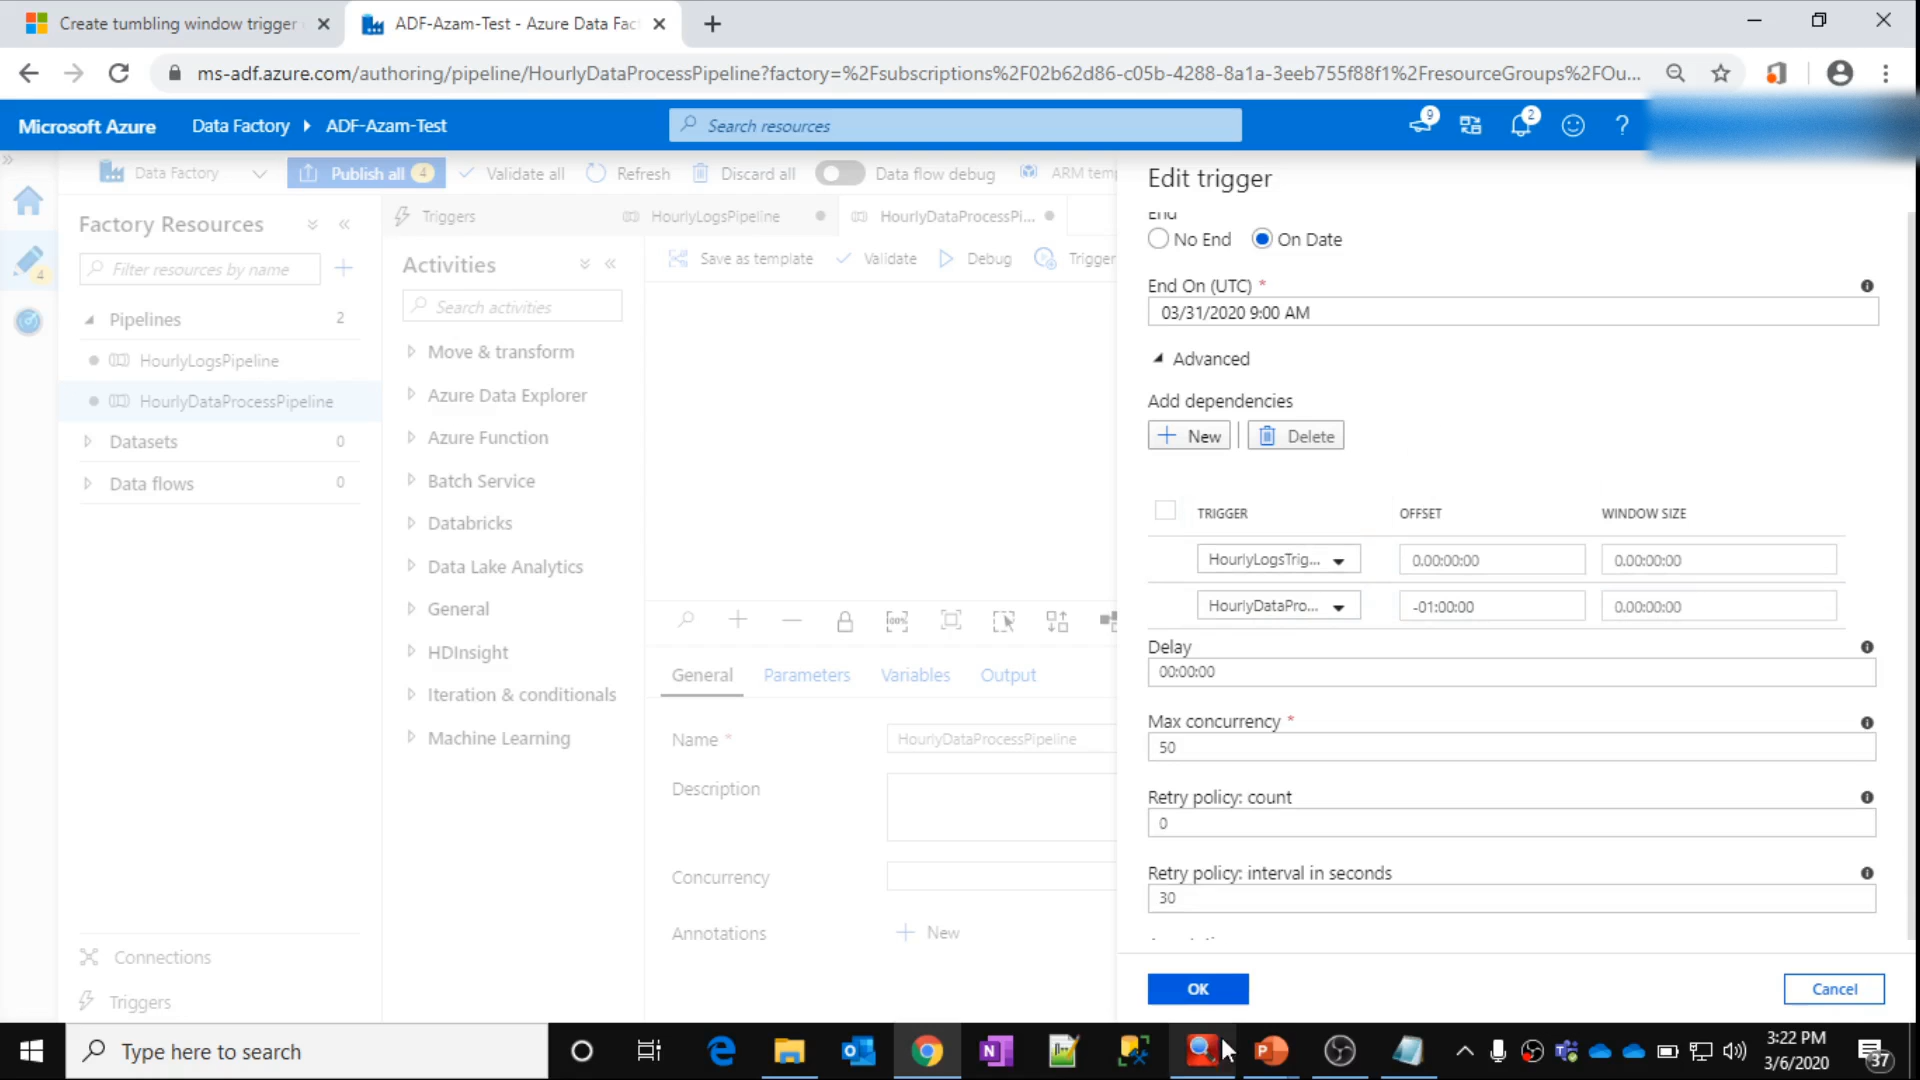 Create tumbling window trigger
ADF-Azam-Test - Azure Data Fac
ms-adf.azure.com/authoring/pipeline/HourlyDataProcessPipeline?factory=%2Fsubscriptions%2F02b62d86-c05b-4288-8a1a-3eeb755f88f1%2FresourceGroups%2FOu...
Microsoft Azure
Data Factory
ADF-Azam-Test
Search resources
9
2
?
Data Factory
Publish all
4
Validate all
Refresh
Discard all
Data flow debug
ARM temp
Edit trigger
4
Factory Resources
Filter resources by name
Pipelines
2
HourlyLogsPipeline
HourlyDataProcessPipeline
Datasets
0
Data flows
0
Connections
Triggers
Triggers
HourlyLogsPipeline
HourlyDataProcessPi...
Activities
Search activities
Move & transform
Azure Data Explorer
Azure Function
Batch Service
Databricks
Data Lake Analytics
General
HDInsight
Iteration & conditionals
Machine Learning
Save as template
Validate
Debug
Trigger
100%
General
Parameters
Variables
Output
Name *
HourlyDataProcessPipeline
Description
Concurrency
Annotations
New
End
No End
On Date
End On (UTC) *
03/31/2020 9:00 AM
Advanced
Add dependencies
New
Delete
TRIGGER
OFFSET
WINDOW SIZE
HourlyLogsTrig...
0.00:00:00
0.00:00:00
HourlyDataPro...
-01:00:00
0.00:00:00
Delay
00:00:00
Max concurrency *
50
Retry policy: count
0
Retry policy: interval in seconds
30
OK
Cancel
Type here to search
3:22 PM
3/6/2020
37